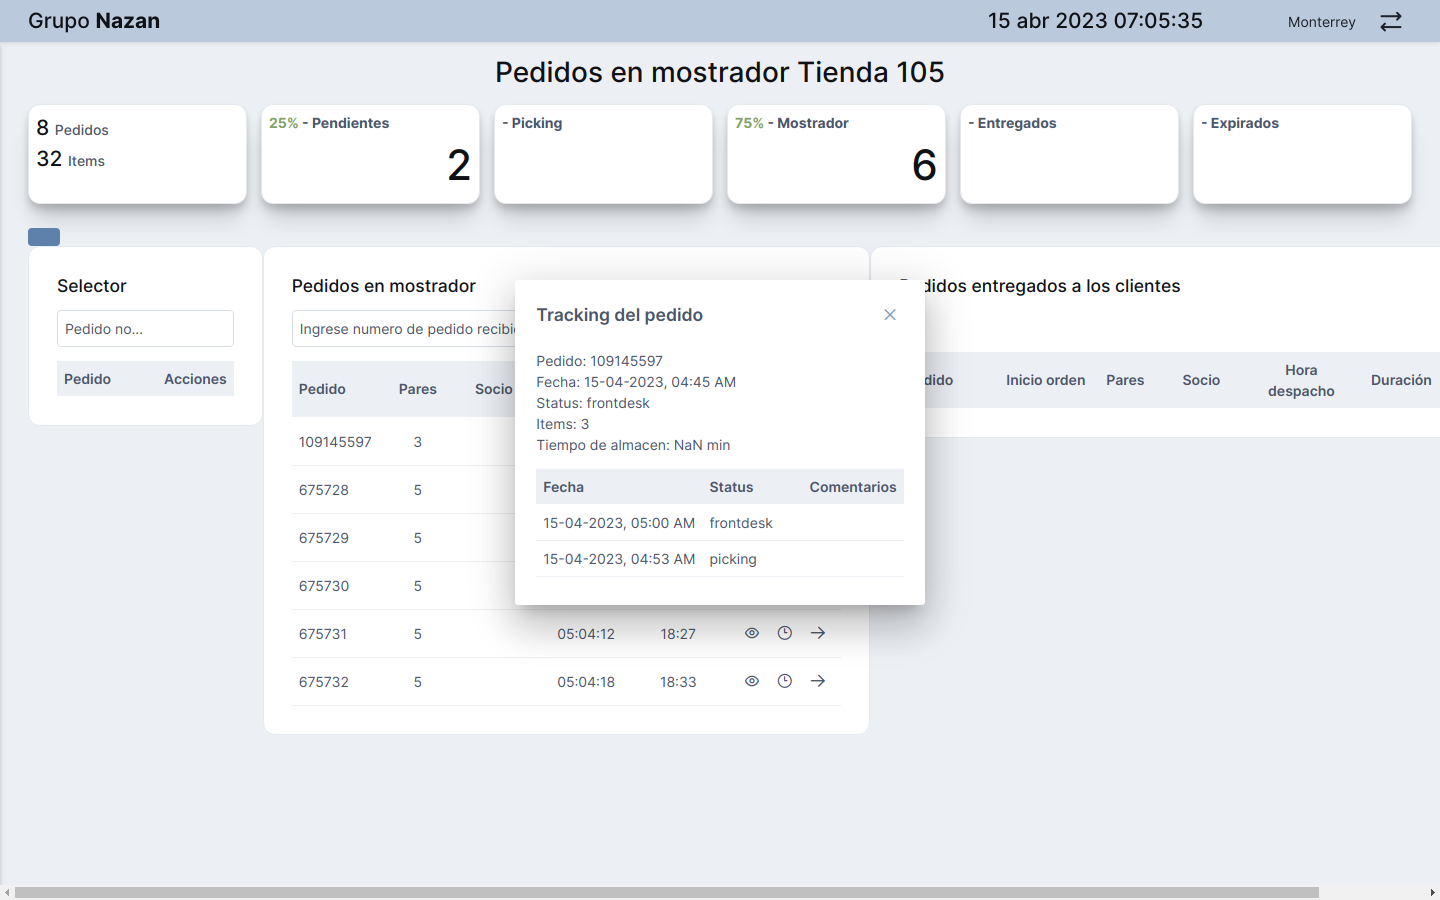 Grupo Nazan
15 abr 2023 07:05:35
Monterrey
Pedidos en mostrador Tienda 105
8 Pedidos
32 Items
25% - Pendientes
2
- Picking
75% - Mostrador
6
- Entregados
- Expirados
Selector
Pedido no...
Pedido Acciones
Pedidos en mostrador
Ingrese numero de pedido
Pedido Pares Socio
109145597 3
675728 5
675729 5
675730 5
675731 5 05:04:12 18:27
675732 5 05:04:18 18:33
Tracking del pedido
Pedido: 109145597
Fecha: 15-04-2023, 04:45 AM
Status: frontdesk
Items: 3
Tiempo de almacen: NaN min
Fecha Status Comentarios
15-04-2023, 05:00 AM frontdesk
15-04-2023, 04:53 AM picking
entregados a los clientes
Inicio orden Pares Socio Hora despacho Duración